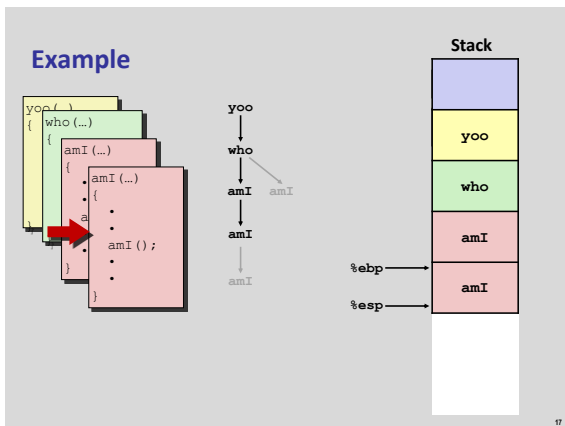 Example
yoo(…)
{
}
who(…)
{
}
amI(…)
{
•
•
a
•
}
amI(…)
{
•
•
amI();
•
•
}
yoo
who
amI amI
amI
amI
Stack
yoo
who
amI
amI
%ebp
%esp
17